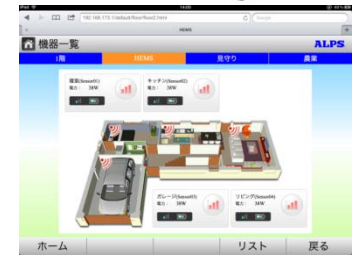 iPad
14:00
192.168.173.1/default/floor/floor2.html
Google
HEMS
機器一覧
ALPS
1階
HEMS
見守り
農業
寝室(Sensor01)
キッチン(Sensor02)
電力: 38W
電力: 38W
ガレージ(Sensor03)
リビング(Sensor04)
電力: 38W
電力: 38W
ホーム
リスト
戻る